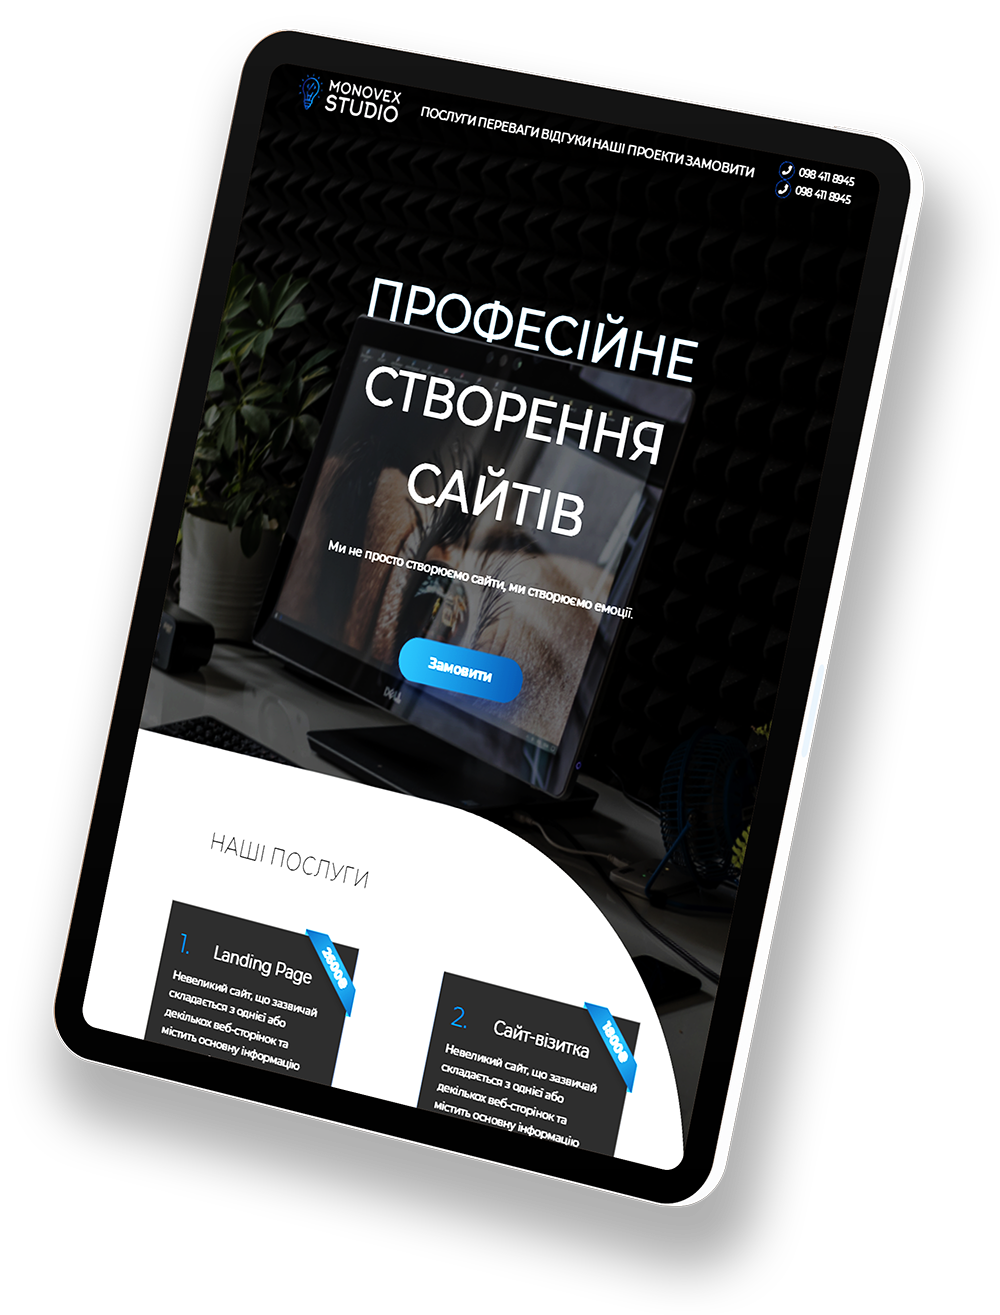 MONOVEX
STUDIO
ПОСЛУГИ ПЕРЕВАГИ ВІДГУКИ НАШІ ПРОЕКТИ ЗАМОВИТИ
098 411 8945
098 411 8945
ПРОФЕСІЙНЕ
СТВОРЕННЯ
САЙТІВ
Ми не просто створюємо сайти, ми створюємо емоції.
Замовити
DELL
НАШІ ПОСЛУГИ
1.
Landing Page
2600₴
Невеликий сайт, що зазвичай
складається з однієї або
декількох веб-сторінок та
містить основну інформацію
2.
Сайт-візитка
1800₴
Невеликий сайт, що зазвичай
складається з однієї або
декількох веб-сторінок та
містить основну інформацію